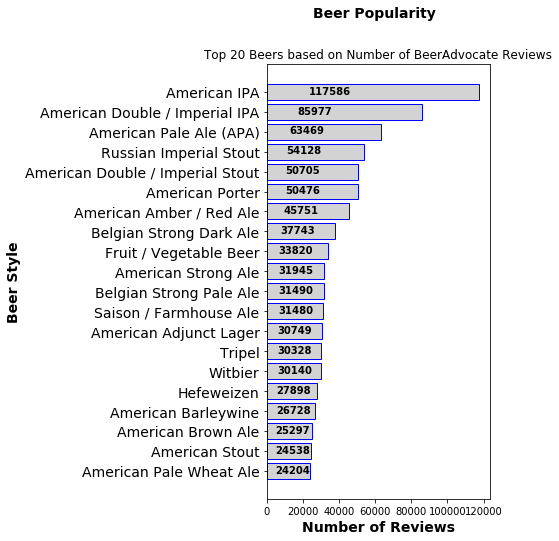 Beer Popularity
Top 20 Beers based on Number of BeerAdvocate Reviews
Beer Style
American IPA 117586
American Double / Imperial IPA 85977
American Pale Ale (APA) 63469
Russian Imperial Stout 54128
American Double / Imperial Stout 50705
American Porter 50476
American Amber / Red Ale 45751
Belgian Strong Dark Ale 37743
Fruit / Vegetable Beer 33820
American Strong Ale 31945
Belgian Strong Pale Ale 31490
Saison / Farmhouse Ale 31480
American Adjunct Lager 30749
Tripel 30328
Witbier 30140
Hefeweizen 27898
American Barleywine 26728
American Brown Ale 25297
American Stout 24538
American Pale Wheat Ale 24204
0 20000 40000 60000 80000 100000 120000
Number of Reviews